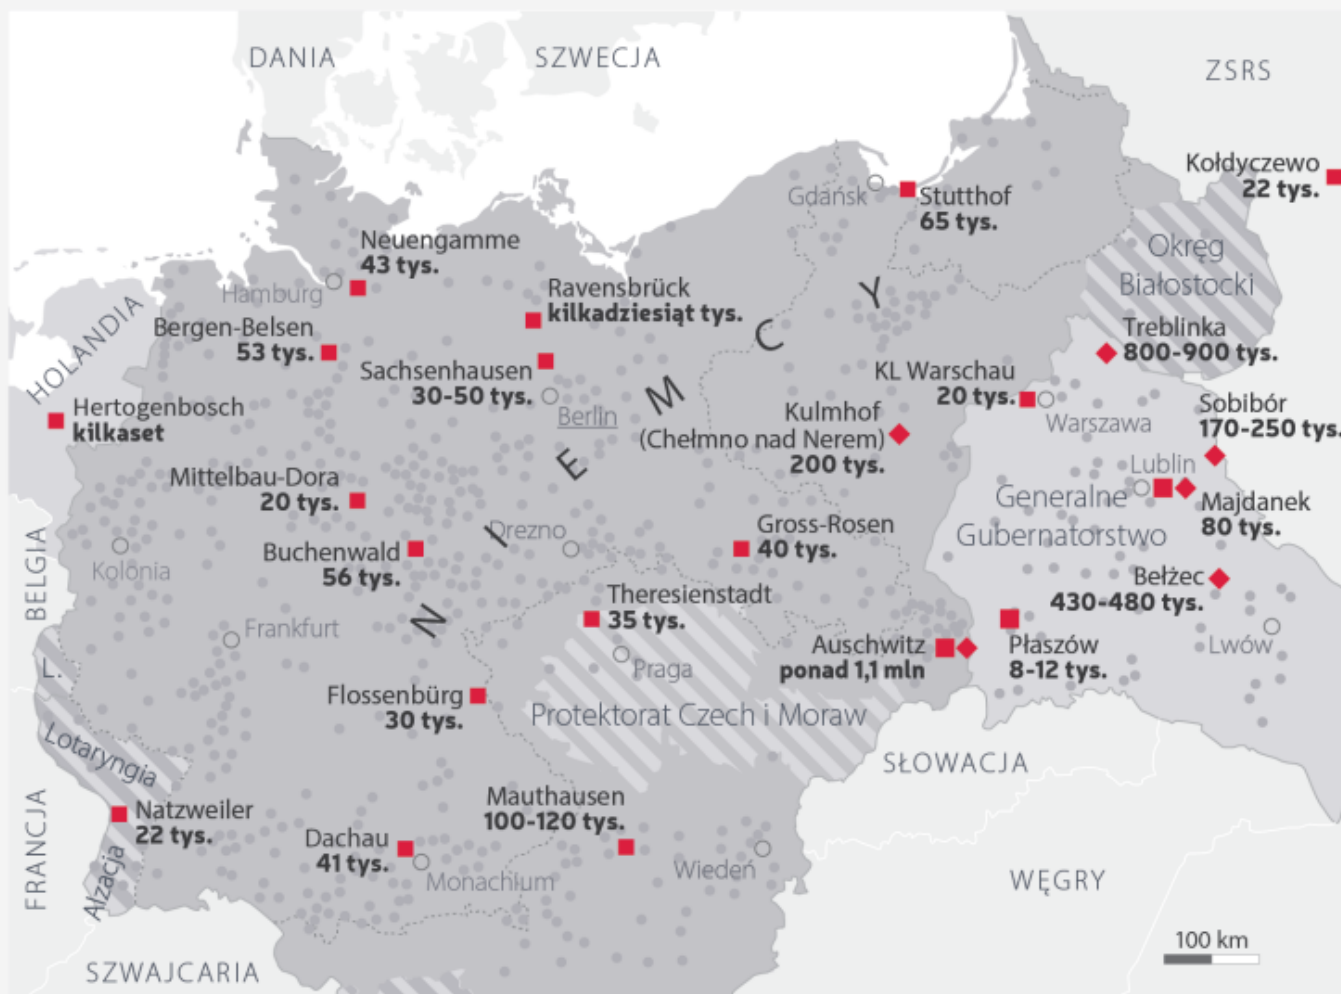 DANIA
SZWECJA
ZSRS
Kołdyczewo
22 tys.
Gdańsk
Stutthof
65 tys.
Okręg
Białostocki
Neuengamme
43 tys.
Hamburg
Ravensbrück
kilkadziesiąt tys.
HOLANDIA
Bergen-Belsen
53 tys.
Treblinka
800-900 tys.
Sachsenhausen
30-50 tys.
Berlin
KL Warschau
20 tys.
Warszawa
Sobibór
170-250 tys.
Hertogenbosch
kilkaset
Kulmhof
(Chełmno nad Nerem)
200 tys.
NIEMCY
Mittelbau-Dora
20 tys.
Lublin
Majdanek
80 tys.
Generalne
Gubernatorstwo
BELGIA
Kolonia
Buchenwald
56 tys.
Drezno
Gross-Rosen
40 tys.
Bełżec
430-480 tys.
Theresienstadt
35 tys.
Frankfurt
Praga
Auschwitz
ponad 1,1 mln
Płaszów
8-12 tys.
Lwów
L.
Flossenbürg
30 tys.
Protektorat Czech i Moraw
Lotaryngia
SŁOWACJA
FRANCJA
Natzweiler
22 tys.
Alzacja
Dachau
41 tys.
Monachium
Mauthausen
100-120 tys.
Wiedeń
WĘGRY
SZWAJCARIA
100 km